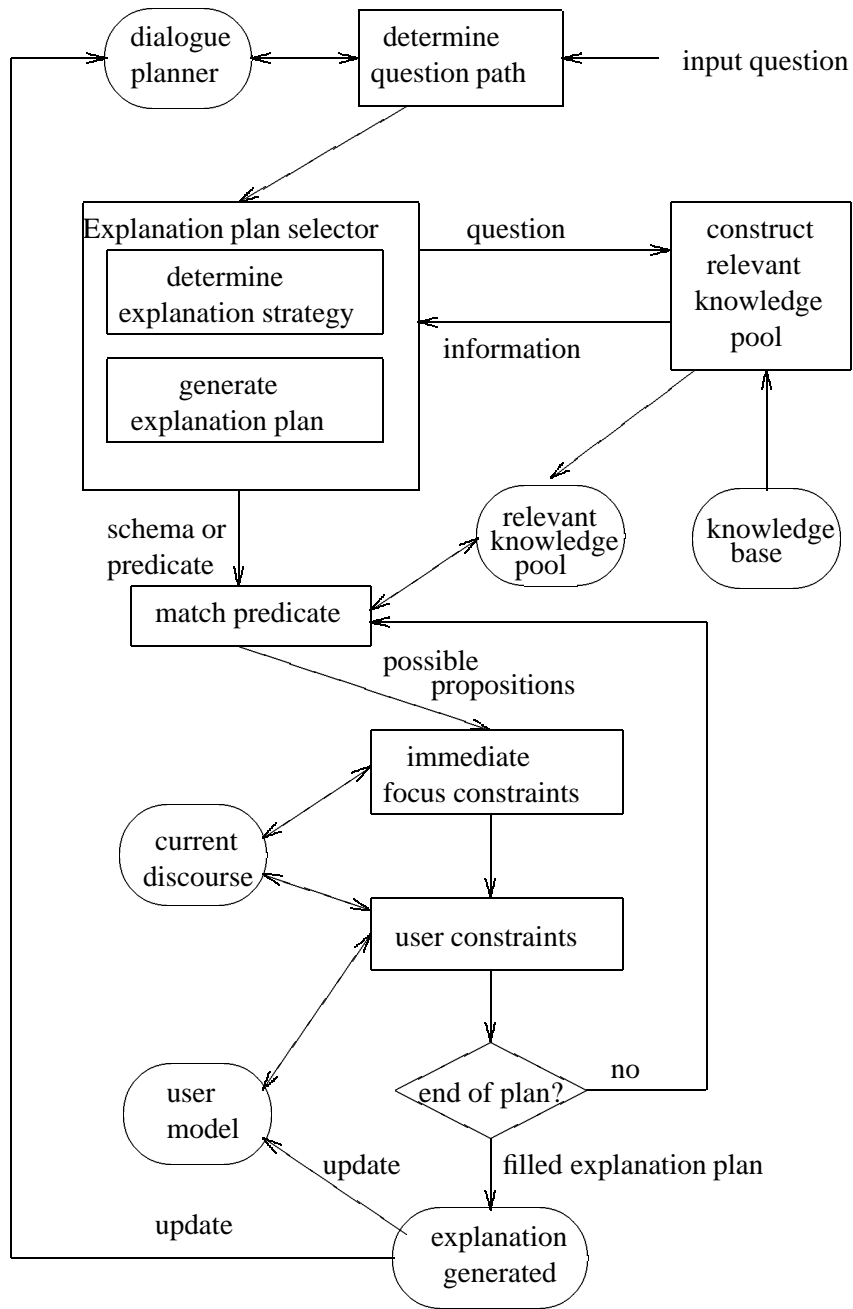 dialogue
planner
determine
question path
input question
Explanation plan selector
determine
explanation strategy
generate
explanation plan
question
information
construct
relevant
knowledge
pool
schema or
predicate
relevant
knowledge
pool
knowledge
base
match predicate
possible
propositions
immediate
focus constraints
current
discourse
user constraints
end of plan?
no
user
model
update
filled explanation plan
update
explanation
generated